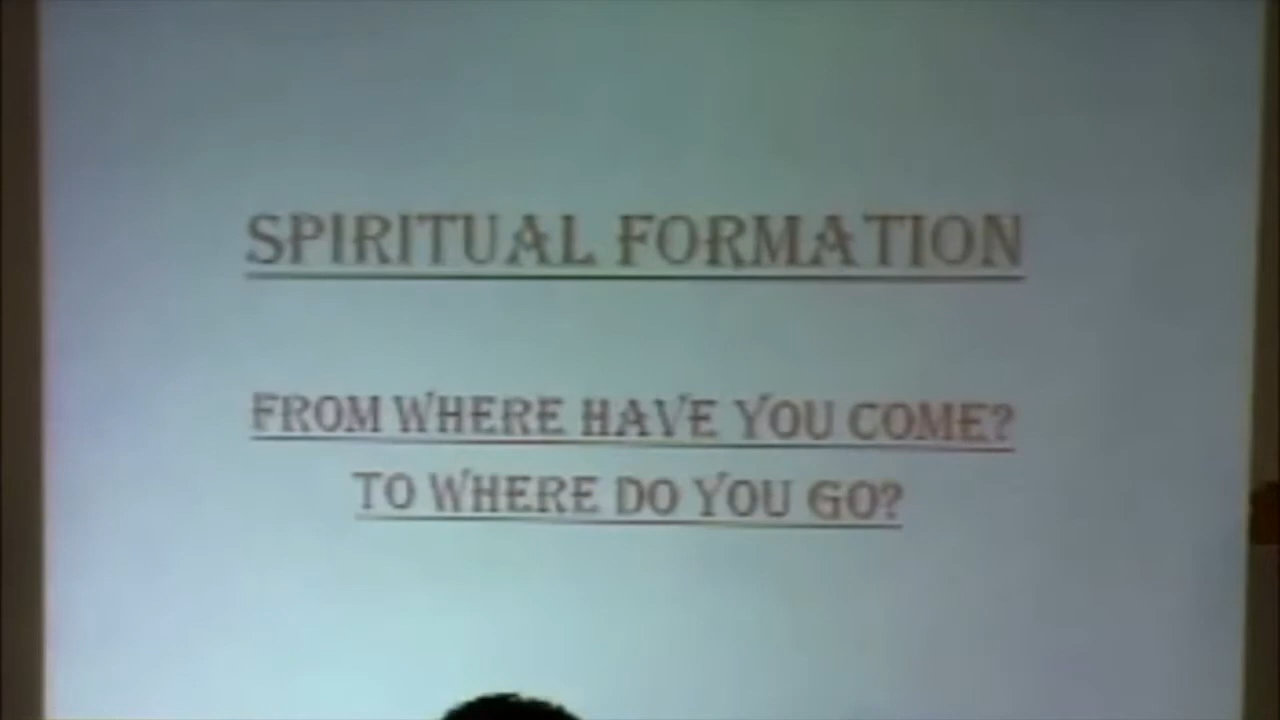 SPIRITUAL FORMATION
FROM WHERE HAVE YOU COME?
TO WHERE DO YOU GO?